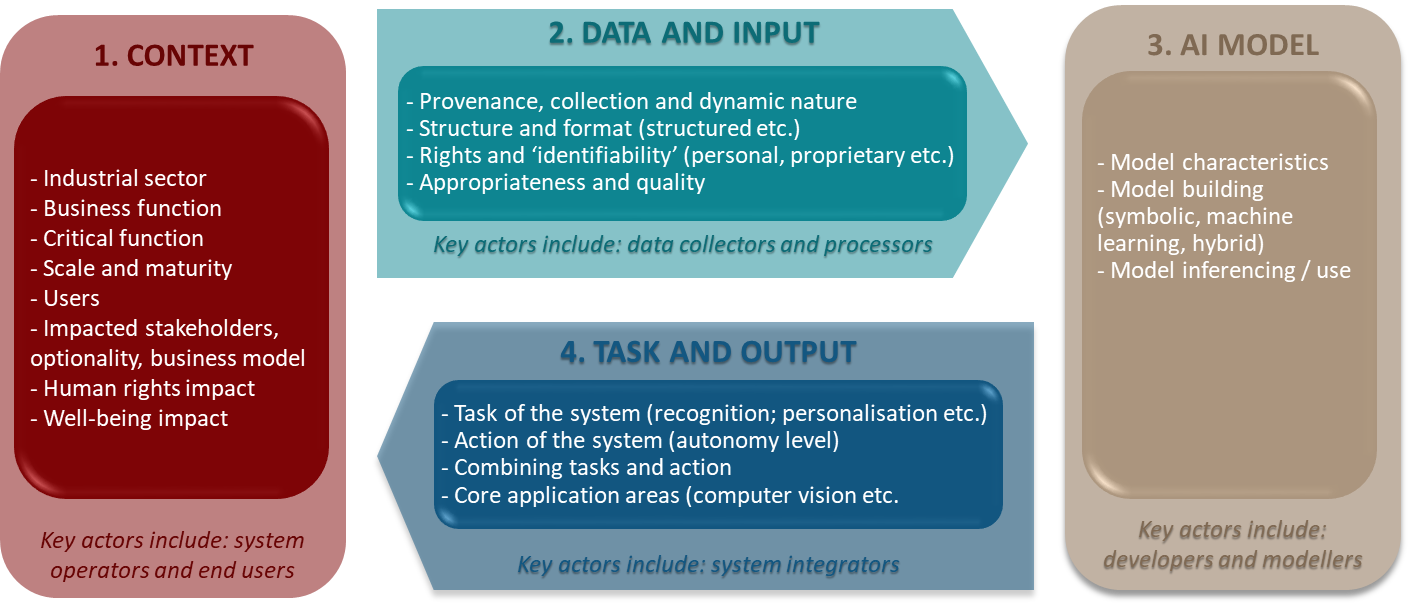 1. CONTEXT
- Industrial sector
- Business function
- Critical function
- Scale and maturity
- Users
- Impacted stakeholders,
optionality, business model
- Human rights impact
- Well-being impact
Key actors include: system
operators and end users
2. DATA AND INPUT
- Provenance, collection and dynamic nature
- Structure and format (structured etc.)
- Rights and ‘identifiability’ (personal, proprietary etc.)
- Appropriateness and quality
Key actors include: data collectors and processors
3. AI MODEL
- Model characteristics
- Model building
(symbolic, machine
learning, hybrid)
- Model inferencing / use
Key actors include:
developers and modellers
4. TASK AND OUTPUT
- Task of the system (recognition; personalisation etc.)
- Action of the system (autonomy level)
- Combining tasks and action
- Core application areas (computer vision etc.
Key actors include: system integrators